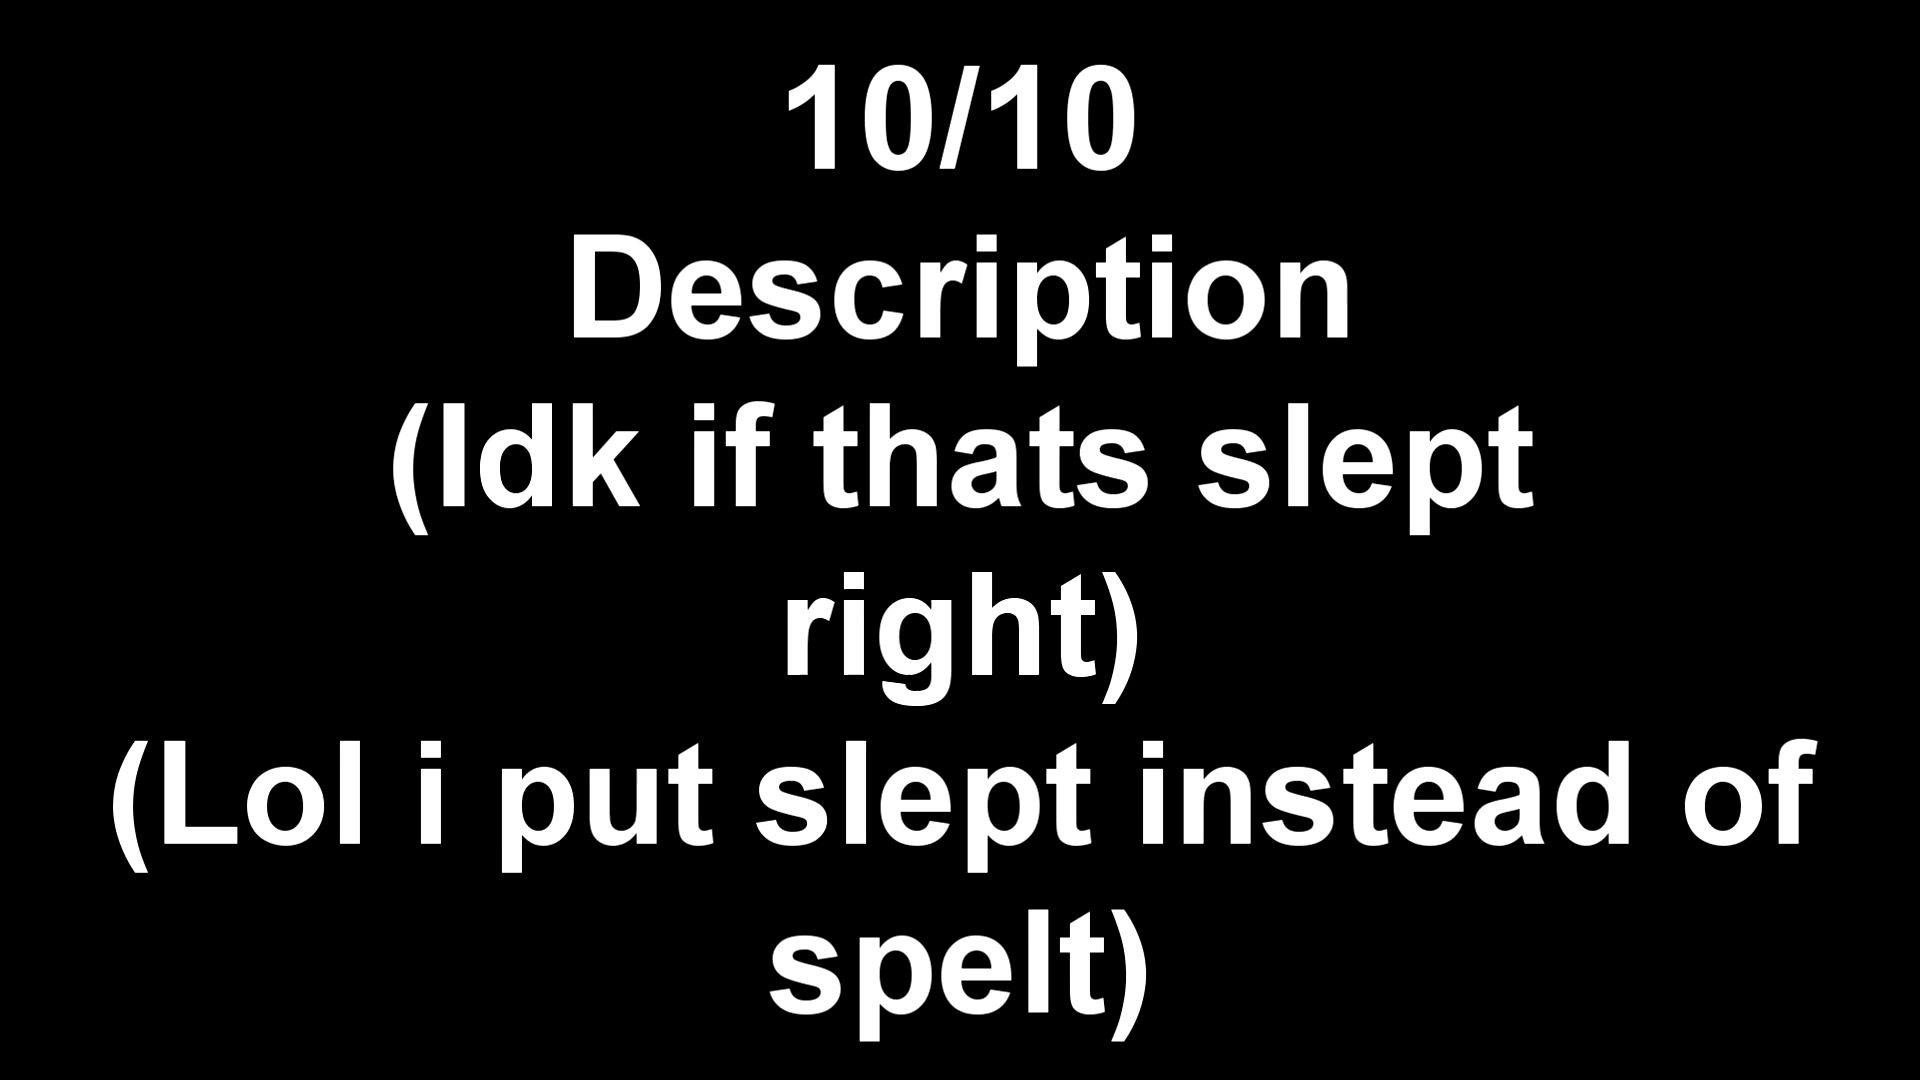 10/10
Description
(Idk if thats slept
right)
(Lol i put slept instead of
spelt)